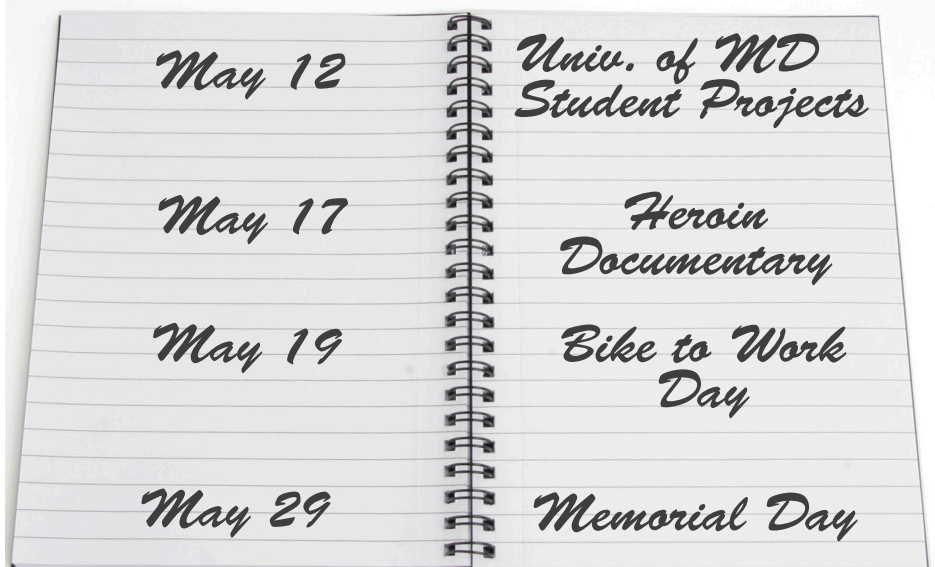 May 12
Univ. of MD
Student Projects
May 17
Heroin
Documentary
May 19
Bike to Work
Day
May 29
Memorial Day